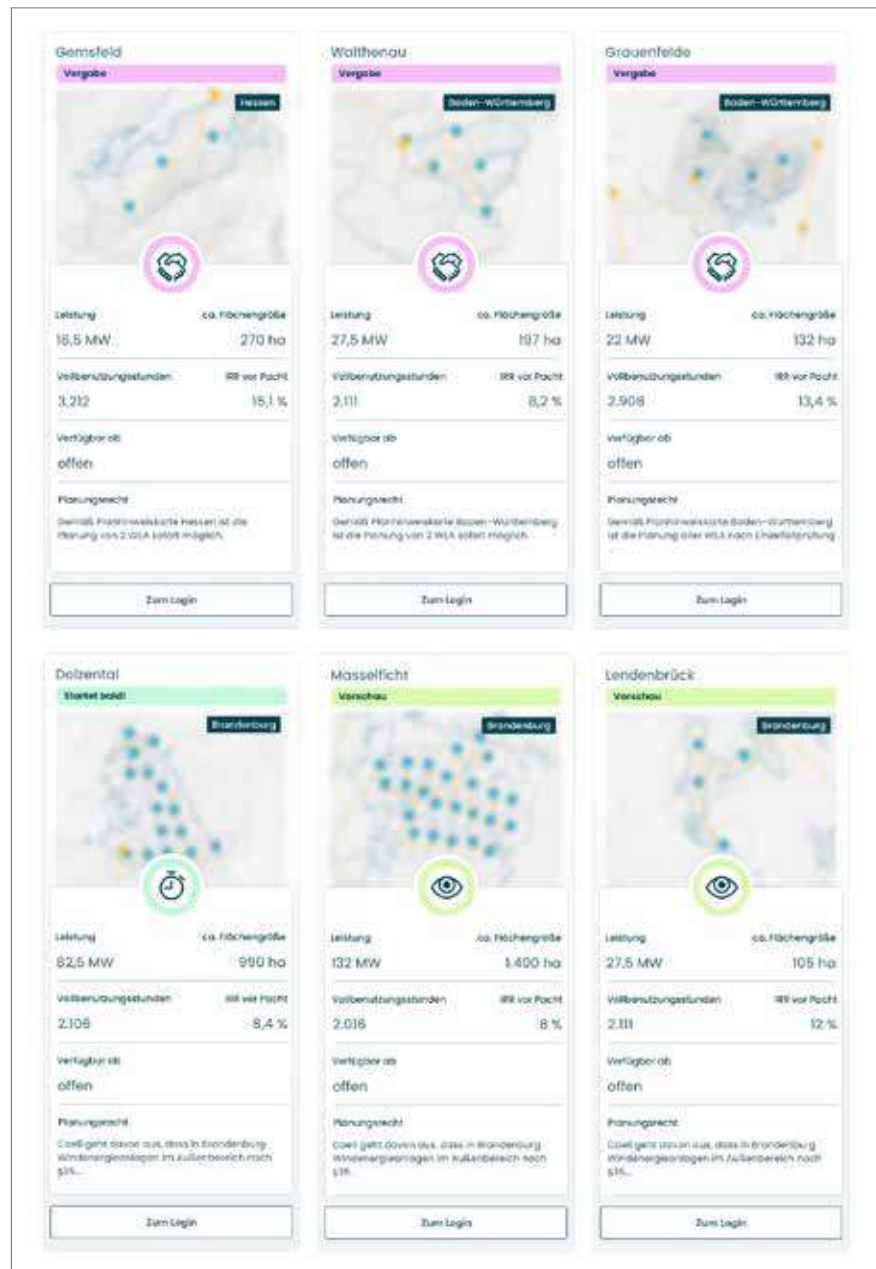 Gemsfeld
Vergabe
Hessen
Leistung ca. Flächengröße
16,5 MW 270 ha
Vollbenutzungsstunden IRR vor Pacht
3.212 15,1 %
Verfügbar ab
offen
Planungsrecht
Gemäß Planhinweiskarte Hessen ist die
Planung von 2 WEA sofort möglich.
Zum Login
Walthenau
Vergabe
Baden-Württemberg
Leistung ca. Flächengröße
27,5 MW 197 ha
Vollbenutzungsstunden IRR vor Pacht
2.111 8,2 %
Verfügbar ab
offen
Planungsrecht
Gemäß Planhinweiskarte Baden-Württemberg
ist die Planung von 2 WEA sofort möglich.
Zum Login
Grauenfelde
Vergabe
Baden-Württemberg
Leistung ca. Flächengröße
22 MW 132 ha
Vollbenutzungsstunden IRR vor Pacht
2.908 13,4 %
Verfügbar ab
offen
Planungsrecht
Gemäß Planhinweiskarte Baden-Württemberg
ist die Planung aller WEA nach Einzelfallprüfung
Zum Login
Dolzental
Startet bald!
Brandenburg
Leistung ca. Flächengröße
82,5 MW 990 ha
Vollbenutzungsstunden IRR vor Pacht
2.106 8,4 %
Verfügbar ab
offen
Planungsrecht
Caeli geht davon aus, dass in Brandenburg
Windenergieanlagen im Außenbereich nach
§35...
Zum Login
Masselficht
Vorschau
Brandenburg
Leistung ca. Flächengröße
132 MW 1.400 ha
Vollbenutzungsstunden IRR vor Pacht
2.016 8 %
Verfügbar ab
offen
Planungsrecht
Caeli geht davon aus, dass in Brandenburg
Windenergieanlagen im Außenbereich nach
§35...
Zum Login
Lendenbrück
Vorschau
Brandenburg
Leistung ca. Flächengröße
27,5 MW 105 ha
Vollbenutzungsstunden IRR vor Pacht
2.111 12 %
Verfügbar ab
offen
Planungsrecht
Caeli geht davon aus, dass in Brandenburg
Windenergieanlagen im Außenbereich nach
§35...
Zum Login